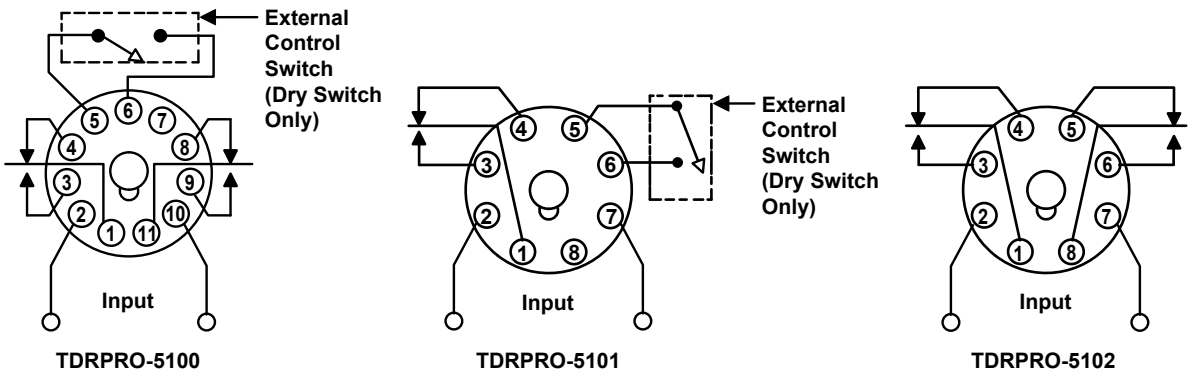 External
Control
Switch
(Dry Switch
Only)
5
6
7
4
8
3
9
2
10
1
11
Input
TDRPRO-5100
4
5
3
6
2
7
1
8
External
Control
Switch
(Dry Switch
Only)
Input
TDRPRO-5101
4
5
3
6
2
7
1
8
Input
TDRPRO-5102